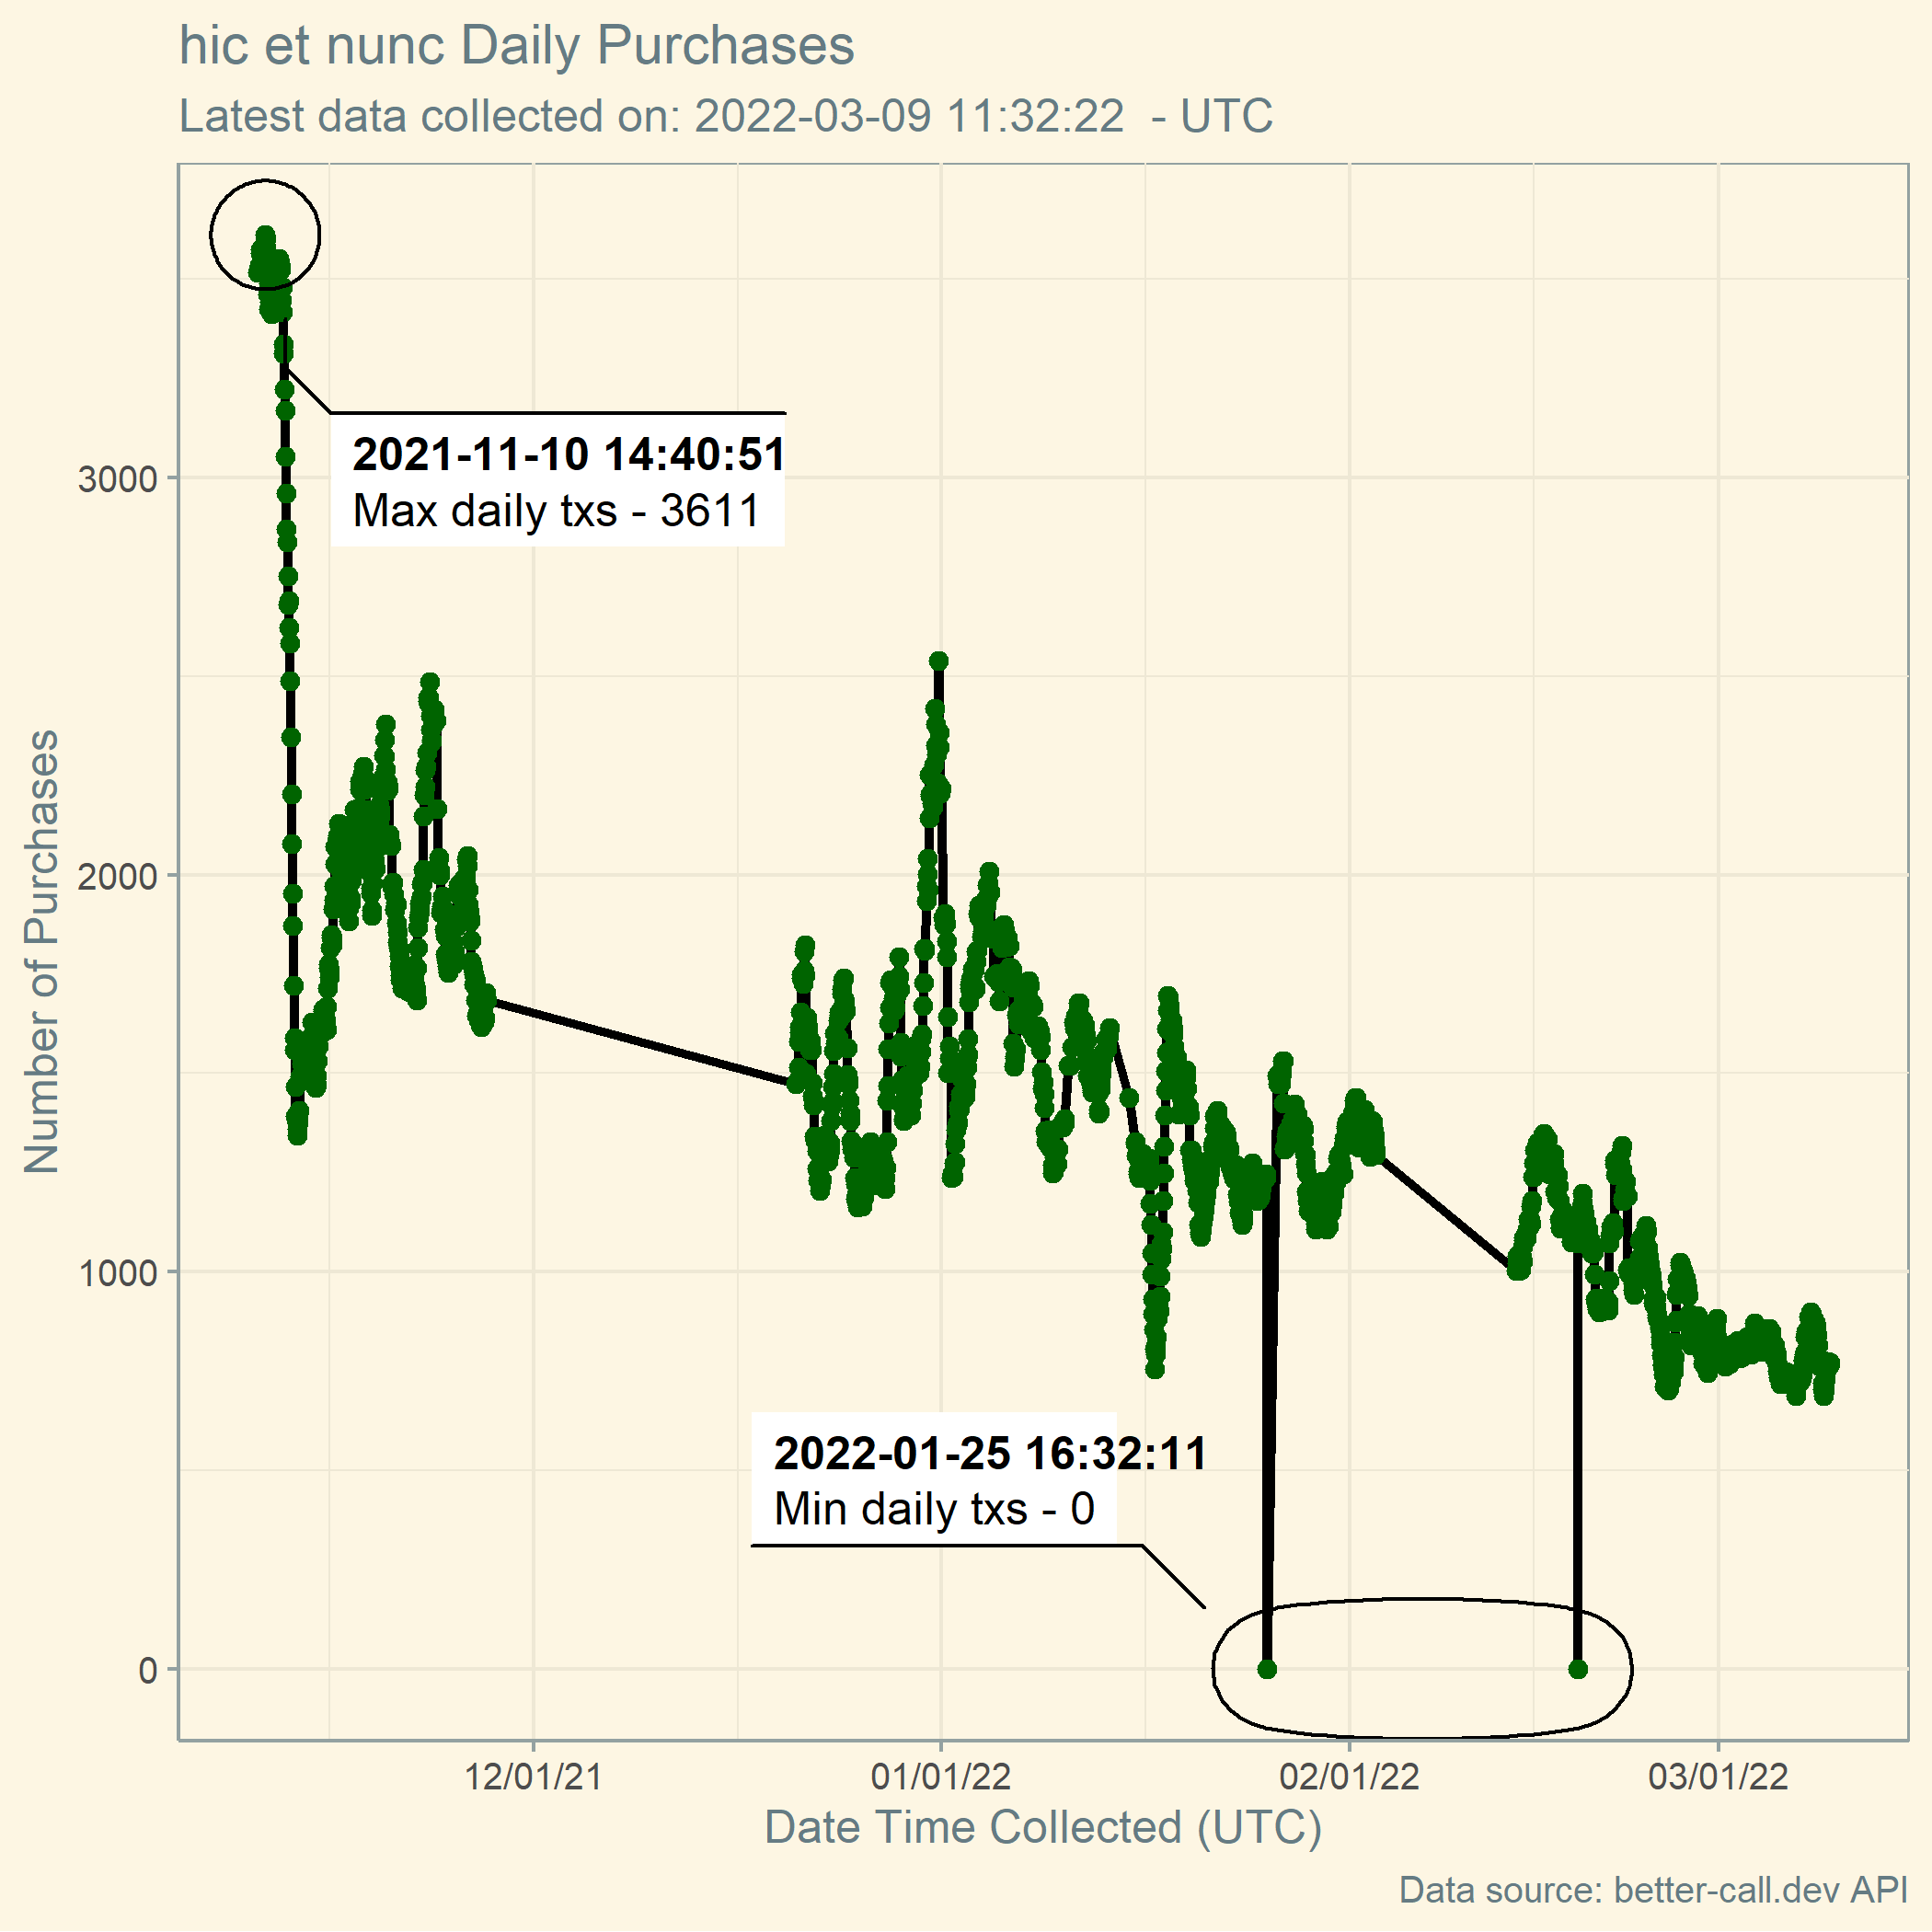 hic et nunc Daily Purchases
Latest data collected on: 2022-03-09 11:32:22  - UTC
Number of Purchases
3000
2000
1000
0
2021-11-10 14:40:51
Max daily txs - 3611
2022-01-25 16:32:11
Min daily txs - 0
12/01/21 01/01/22 02/01/22 03/01/22
Date Time Collected (UTC)
Data source: better-call.dev API